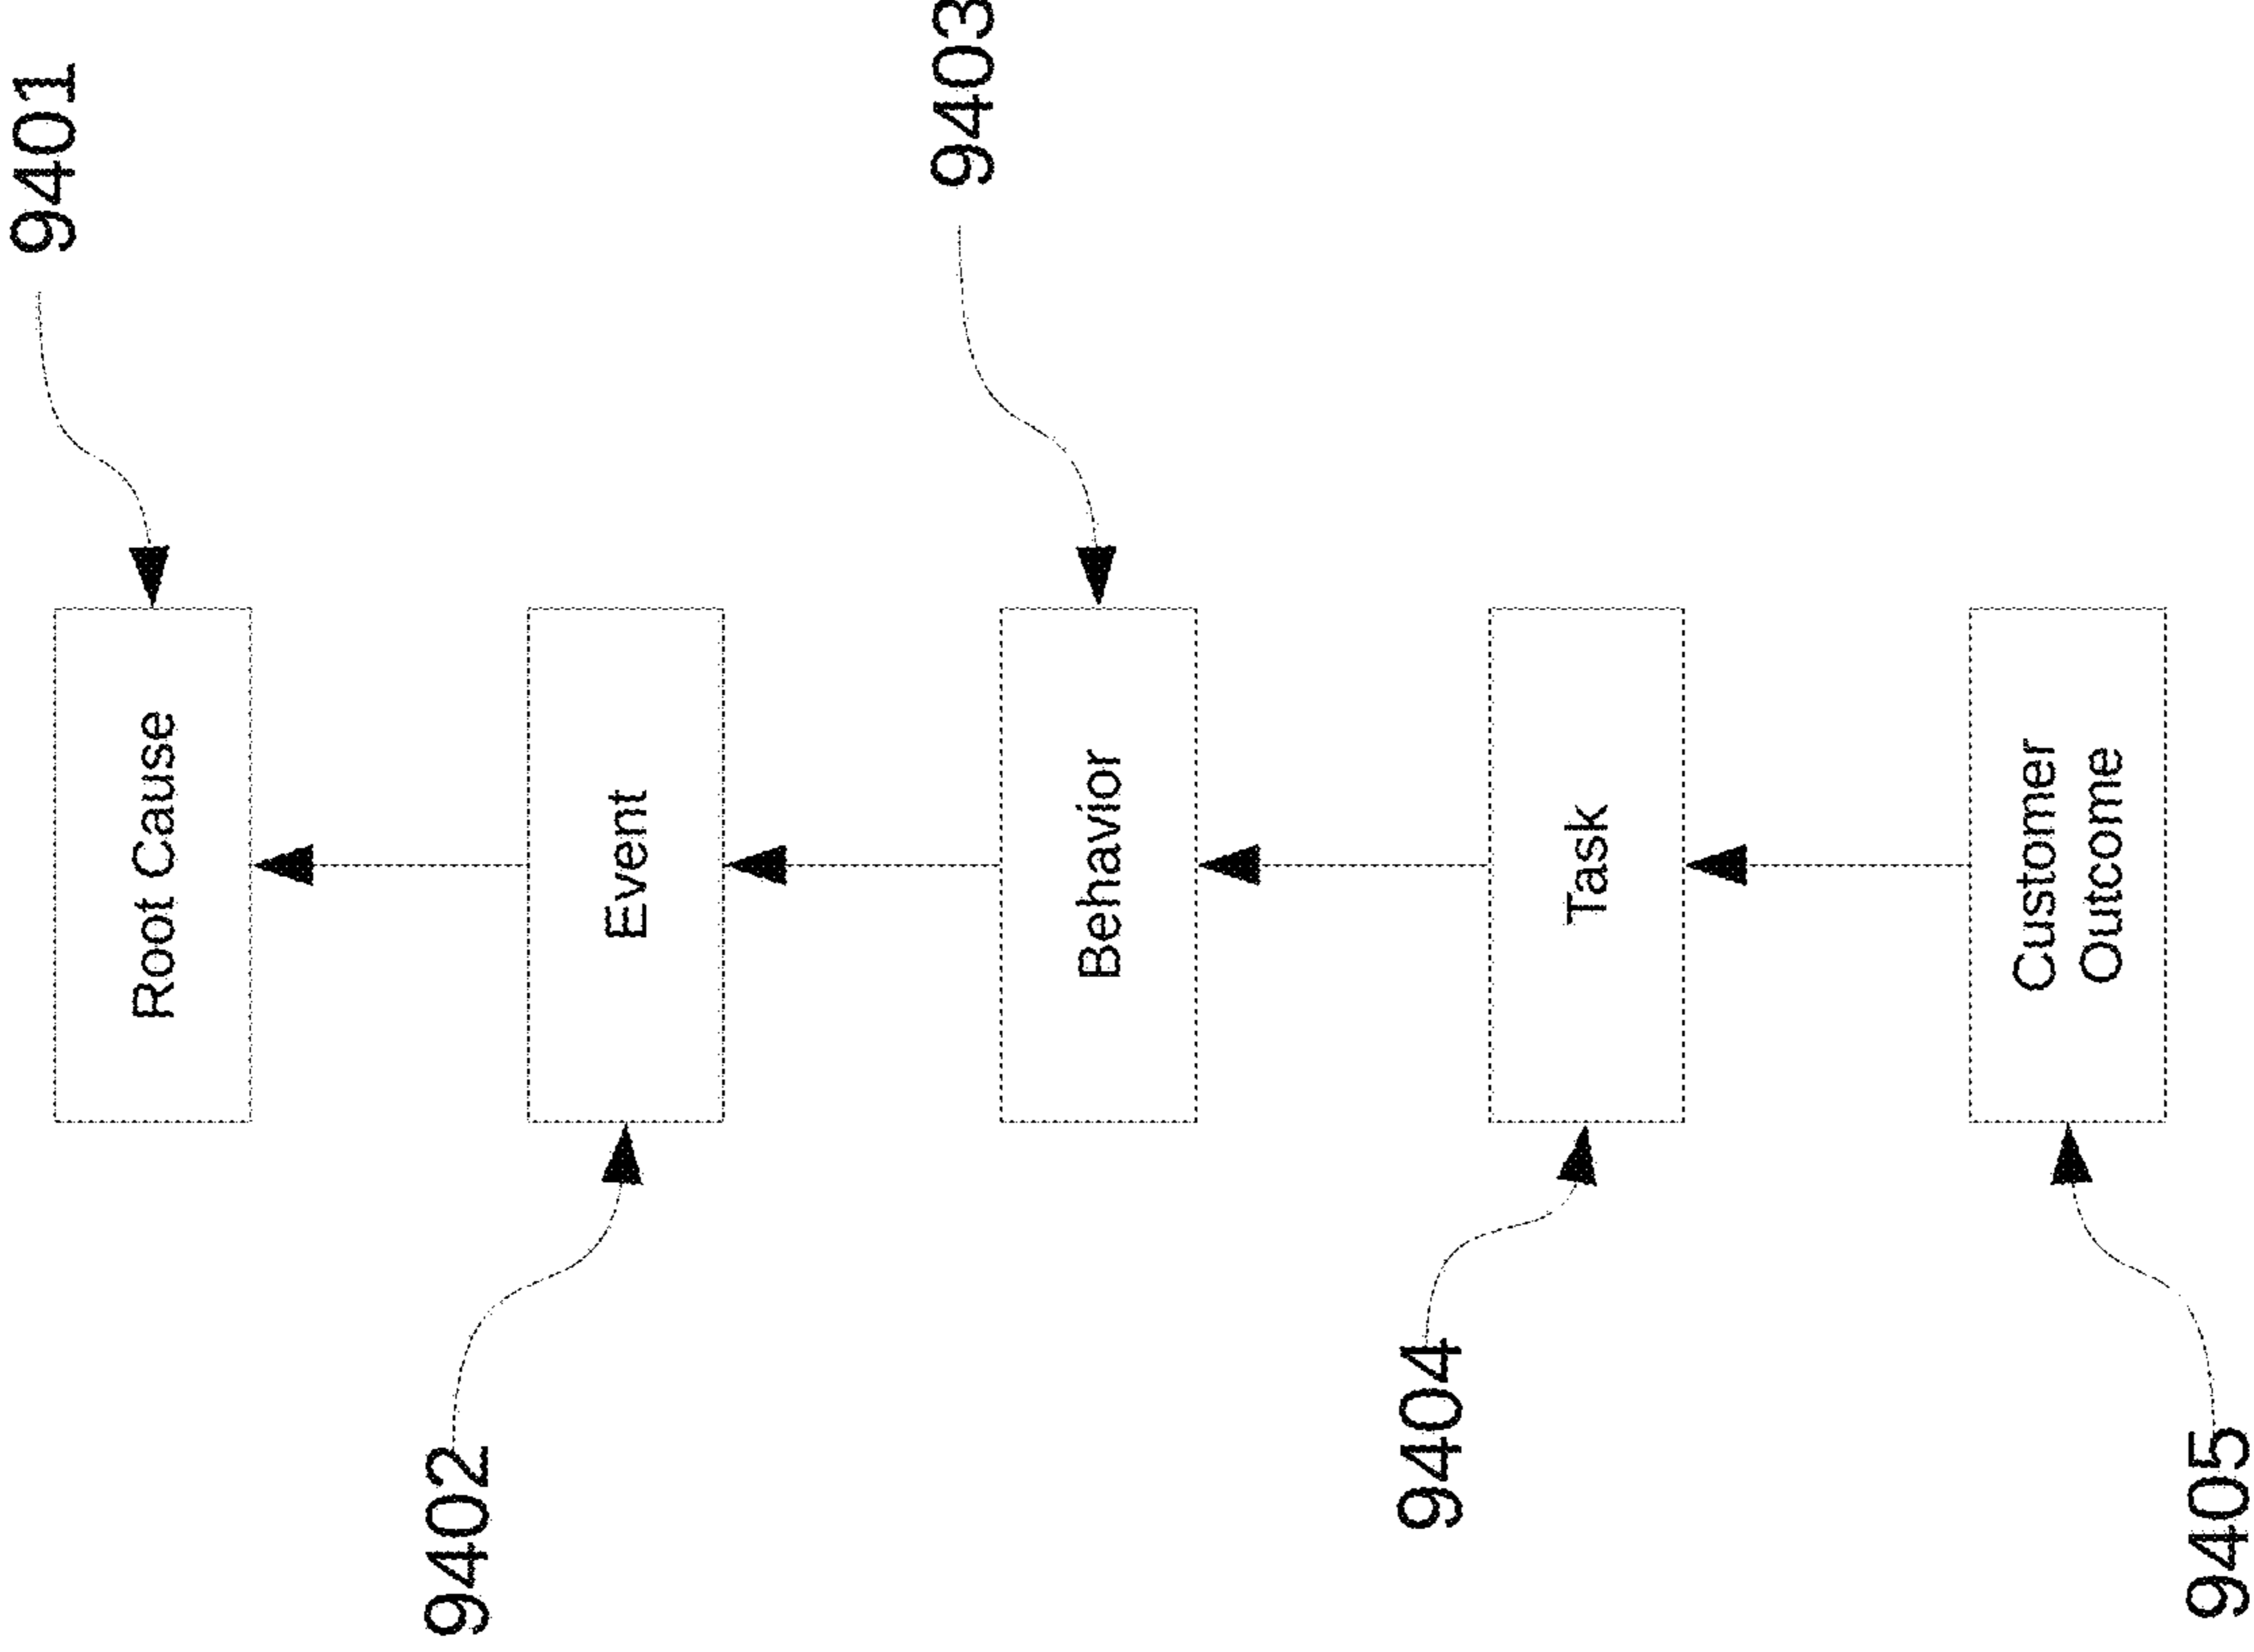 9401
Root Cause
9402
Event
9403
Behavior
9404
Task
9405
Customer
Outcome